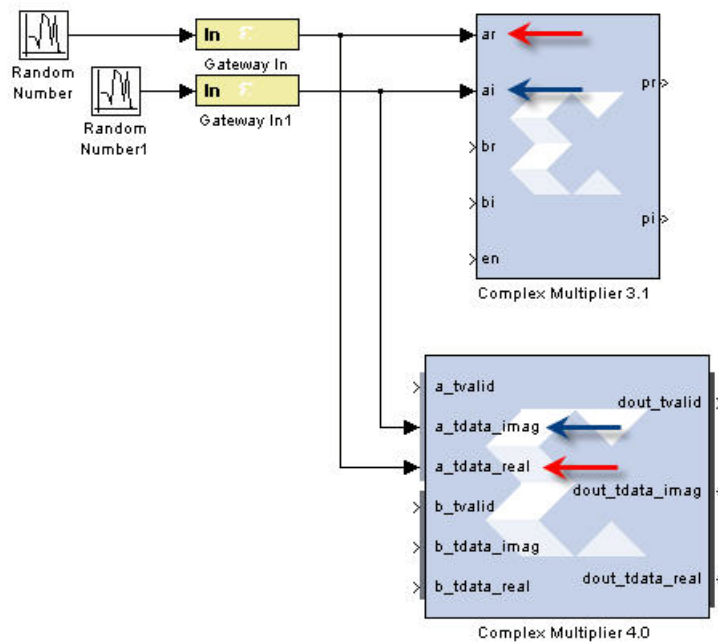 Random
Number
In
Gateway In
Random
Number1
In
Gateway In1
ar
ai
br
bi
en
pr
pi
Complex Multiplier 3.1
a_tvalid
a_tdata_imag
a_tdata_real
b_tvalid
b_tdata_imag
b_tdata_real
dout_tvalid
dout_tdata_imag
dout_tdata_real
Complex Multiplier 4.0